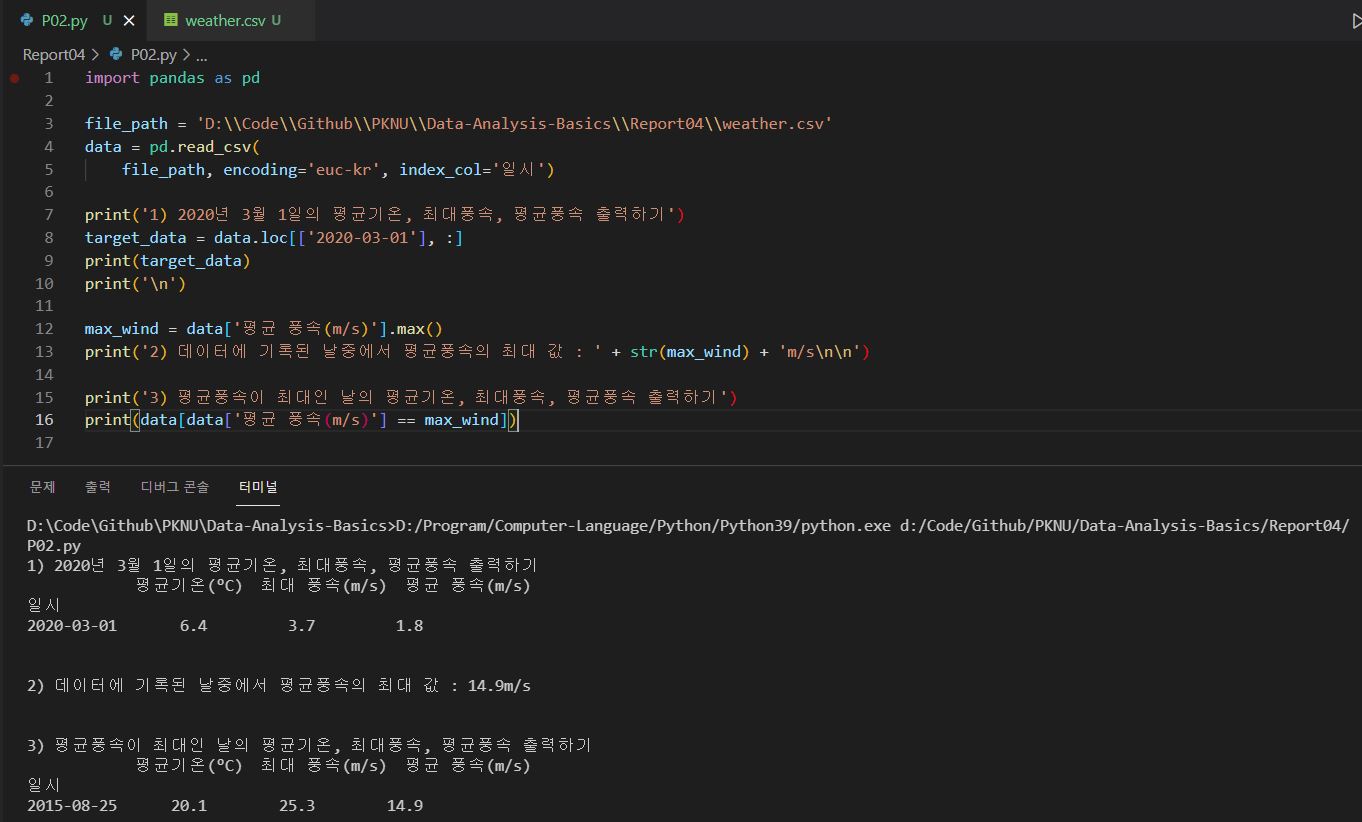 P02.py U weather.csv U
Report04 > P02.py > ...
1 import pandas as pd
2
3 file_path = 'D:\\Code\\Github\\PKNU\\Data-Analysis-Basics\\Report04\\weather.csv'
4 data = pd.read_csv(
5     file_path, encoding='euc-kr', index_col='일시')
6
7 print('1) 2020년 3월 1일의 평균기온, 최대풍속, 평균풍속 출력하기')
8 target_data = data.loc[['2020-03-01'], :]
9 print(target_data)
10 print('\n')
11
12 max_wind = data['평균 풍속(m/s)'].max()
13 print('2) 데이터에 기록된 날중에서 평균풍속의 최대 값 : ' + str(max_wind) + 'm/s\n\n')
14
15 print('3) 평균풍속이 최대인 날의 평균기온, 최대풍속, 평균풍속 출력하기')
16 print(data[data['평균 풍속(m/s)'] == max_wind])
17
문제 출력 디버그 콘솔 터미널
D:\Code\Github\PKNU\Data-Analysis-Basics>D:/Program/Computer-Language/Python/Python39/python.exe d:/Code/Github/PKNU/Data-Analysis-Basics/Report04/
P02.py
1) 2020년 3월 1일의 평균기온, 최대풍속, 평균풍속 출력하기
평균기온(°C) 최대 풍속(m/s) 평균 풍속(m/s)
일시
2020-03-01 6.4 3.7 1.8
2) 데이터에 기록된 날중에서 평균풍속의 최대 값 : 14.9m/s
3) 평균풍속이 최대인 날의 평균기온, 최대풍속, 평균풍속 출력하기
평균기온(°C) 최대 풍속(m/s) 평균 풍속(m/s)
일시
2015-08-25 20.1 25.3 14.9